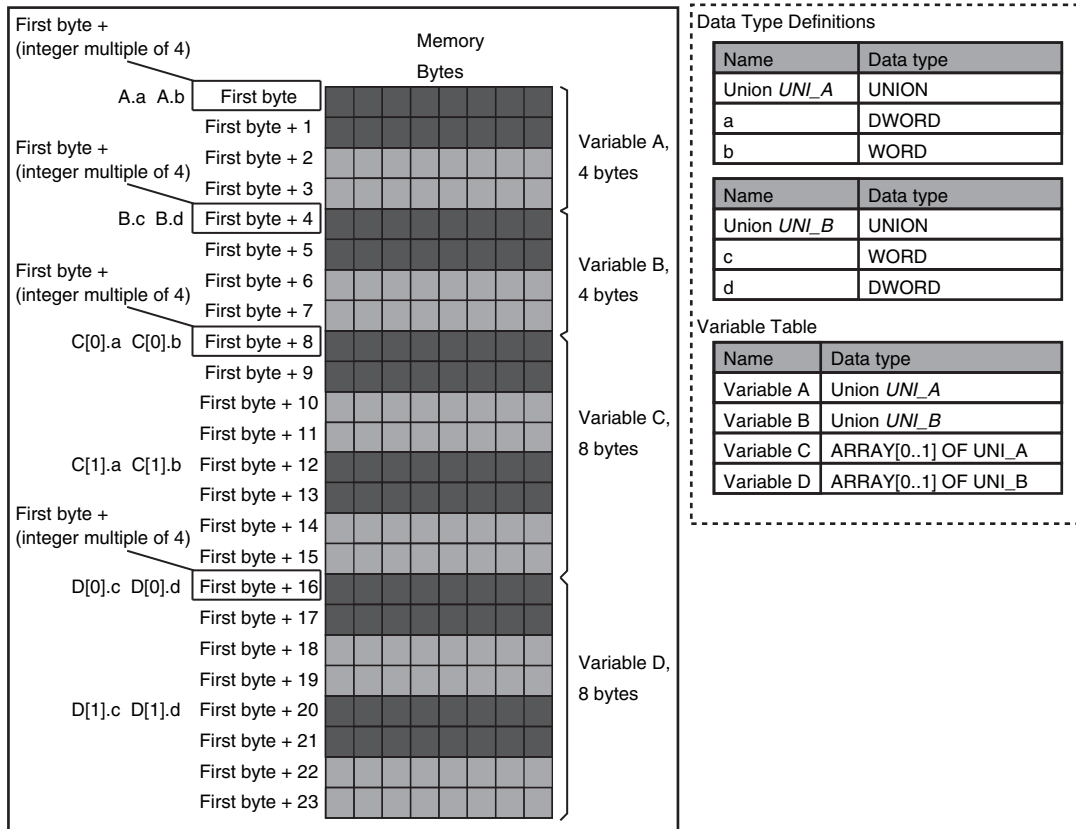 First byte +
(integer multiple of 4)
Memory
Bytes
A.a A.b
First byte
First byte + 1
First byte +
(integer multiple of 4)
First byte + 2
First byte + 3
Variable A,
4 bytes
B.c B.d
First byte + 4
First byte + 5
First byte +
(integer multiple of 4)
First byte + 6
First byte + 7
Variable B,
4 bytes
C[0].a C[0].b
First byte + 8
First byte + 9
First byte + 10
First byte + 11
C[1].a C[1].b
First byte + 12
First byte + 13
First byte +
(integer multiple of 4)
First byte + 14
First byte + 15
Variable C,
8 bytes
D[0].c D[0].d
First byte + 16
First byte + 17
First byte + 18
First byte + 19
D[1].c D[1].d
First byte + 20
First byte + 21
First byte + 22
First byte + 23
Variable D,
8 bytes
Data Type Definitions
Name Data type
Union UNI_A UNION
a DWORD
b WORD
Name Data type
Union UNI_B UNION
c WORD
d DWORD
Variable Table
Name Data type
Variable A Union UNI_A
Variable B Union UNI_B
Variable C ARRAY[0..1] OF UNI_A
Variable D ARRAY[0..1] OF UNI_B